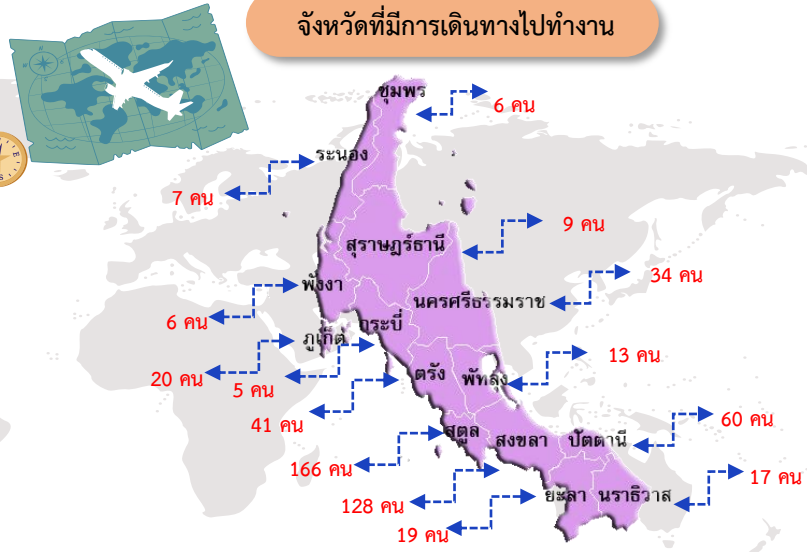 จังหวัดที่มีการเดินทางไปทำงาน
ชุมพร
6 คน
ระนอง
7 คน
สุราษฎร์ธานี
9 คน
พังงา
6 คน
นครศรีธรรมราช
34 คน
กระบี่
5 คน
ภูเก็ต
20 คน
ตรัง
41 คน
พัทลุง
13 คน
สตูล
166 คน
สงขลา
128 คน
ปัตตานี
60 คน
ยะลา
19 คน
นราธิวาส
17 คน